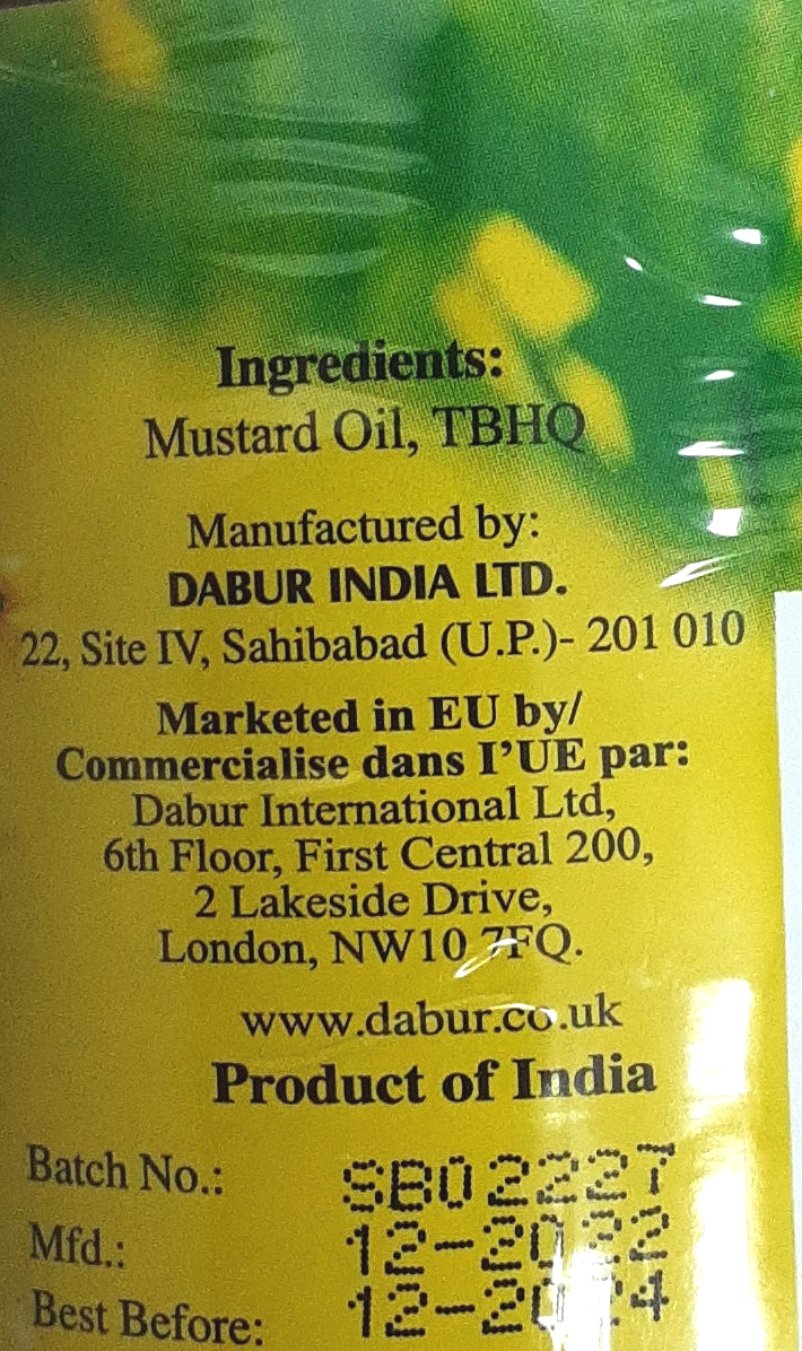 Ingredients:
Mustard Oil, TBHQ
Manufactured by:
DABUR INDIA LTD.
22, Site IV, Sahibabad (U.P.)- 201 010
Marketed in EU by/
Commercialise dans I'UE par:
Dabur International Ltd,
6th Floor, First Central 200,
2 Lakeside Drive,
London, NW10 7FQ.
www.dabur.co.uk
Product of India
Batch No.: SB02227
Mfd.: 12-2022
Best Before: 12-2024